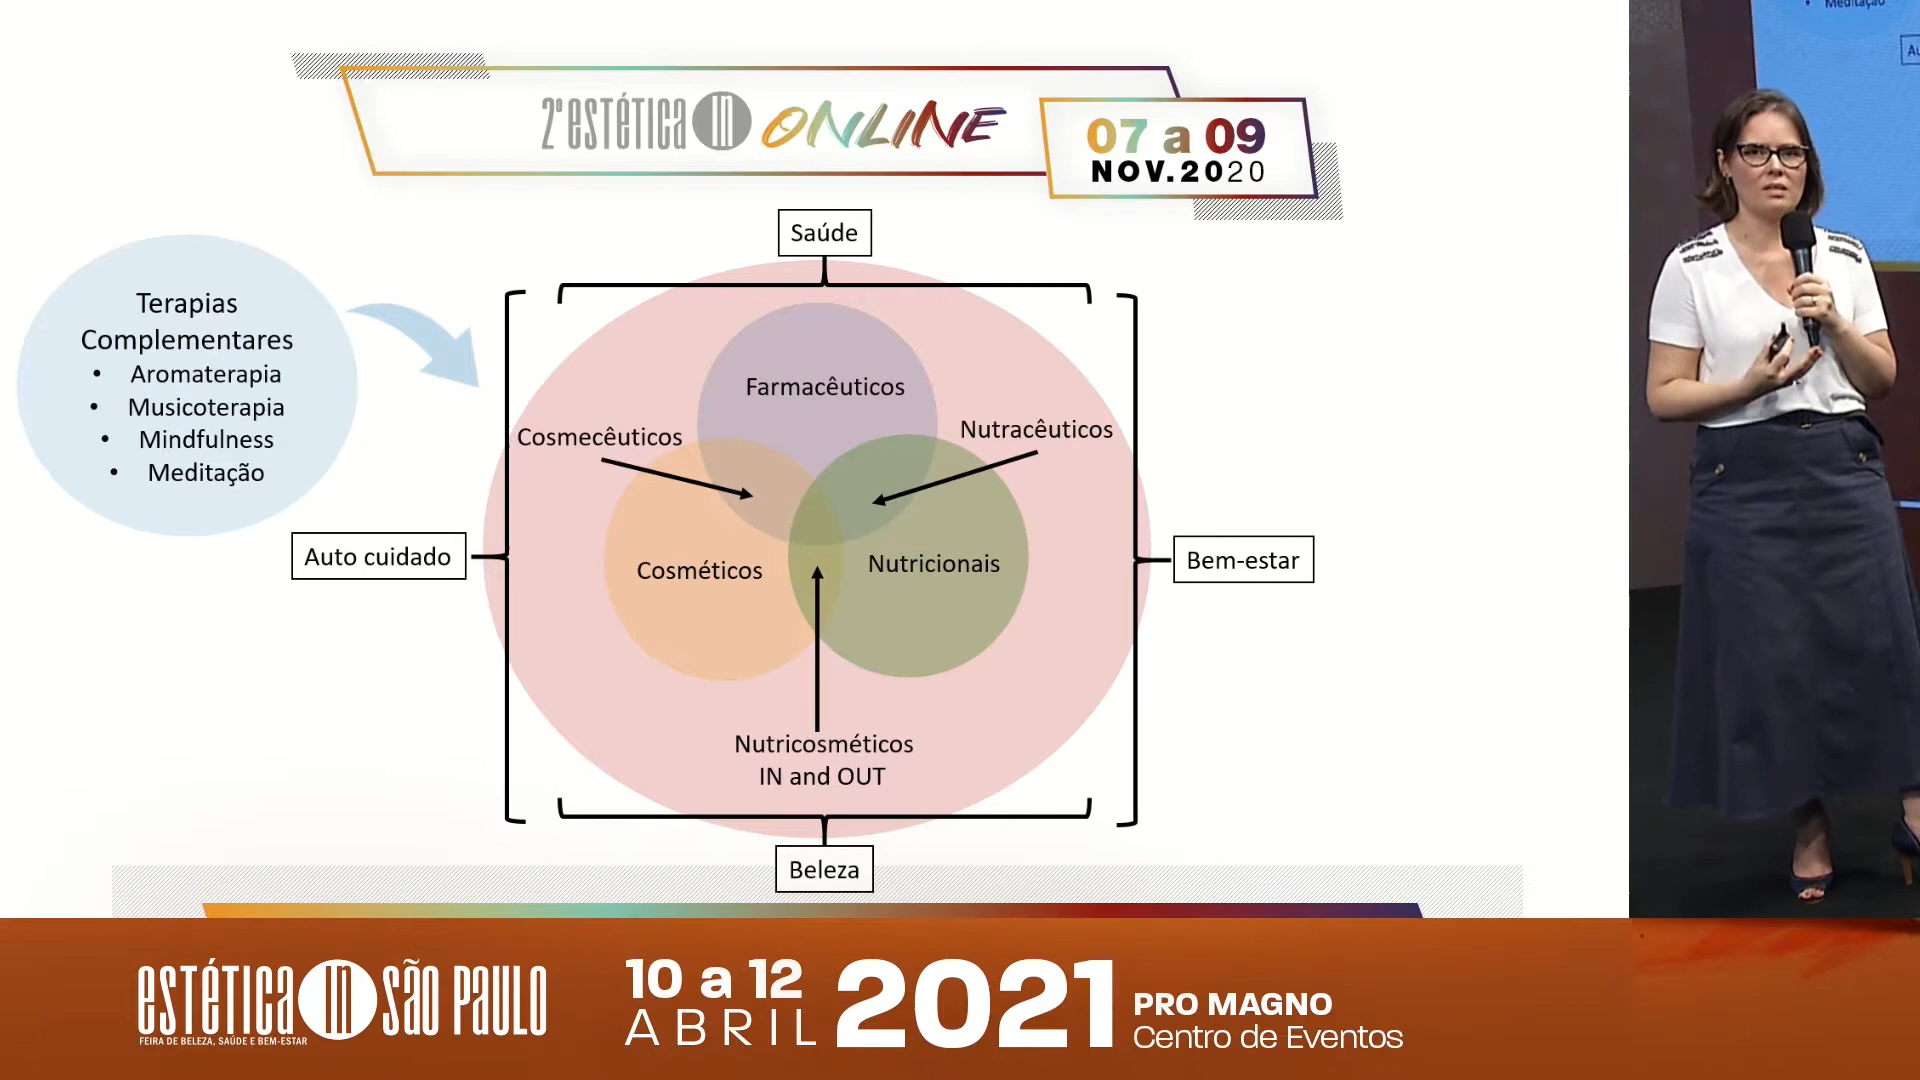 2ª estética in ONLINE
07 a 09
NOV.2020
Saúde
Terapias
Complementares
• Aromaterapia
• Musicoterapia
• Mindfulness
• Meditação
Farmacêuticos
Cosmecêuticos
Nutracêuticos
Auto cuidado
Cosméticos
Nutricionais
Bem-estar
Nutricosméticos
IN and OUT
Beleza
estética in são paulo
FEIRA DE BELEZA, SAÚDE E BEM-ESTAR
10 a 12
ABRIL
2021
PRO MAGNO
Centro de Eventos
• Meditação
Au